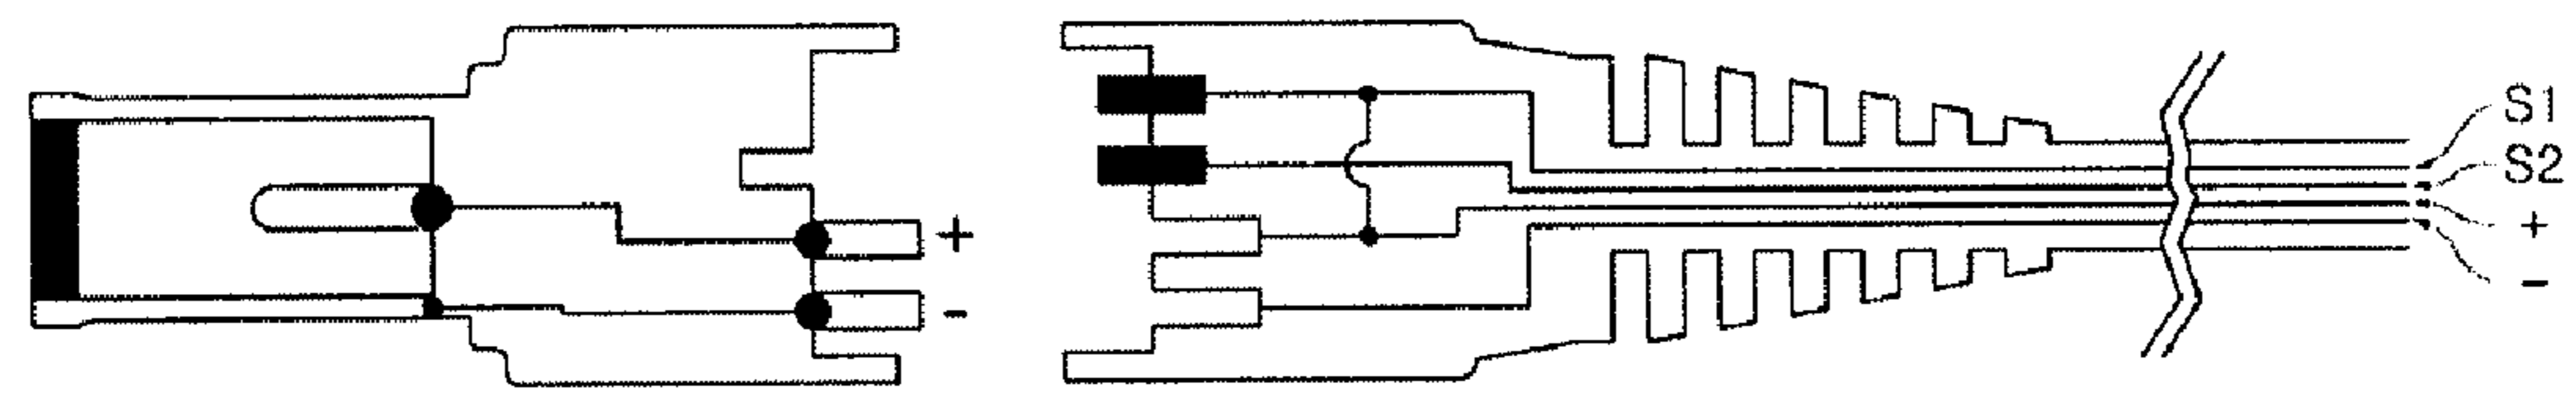 S1
S2
+
-
+
-